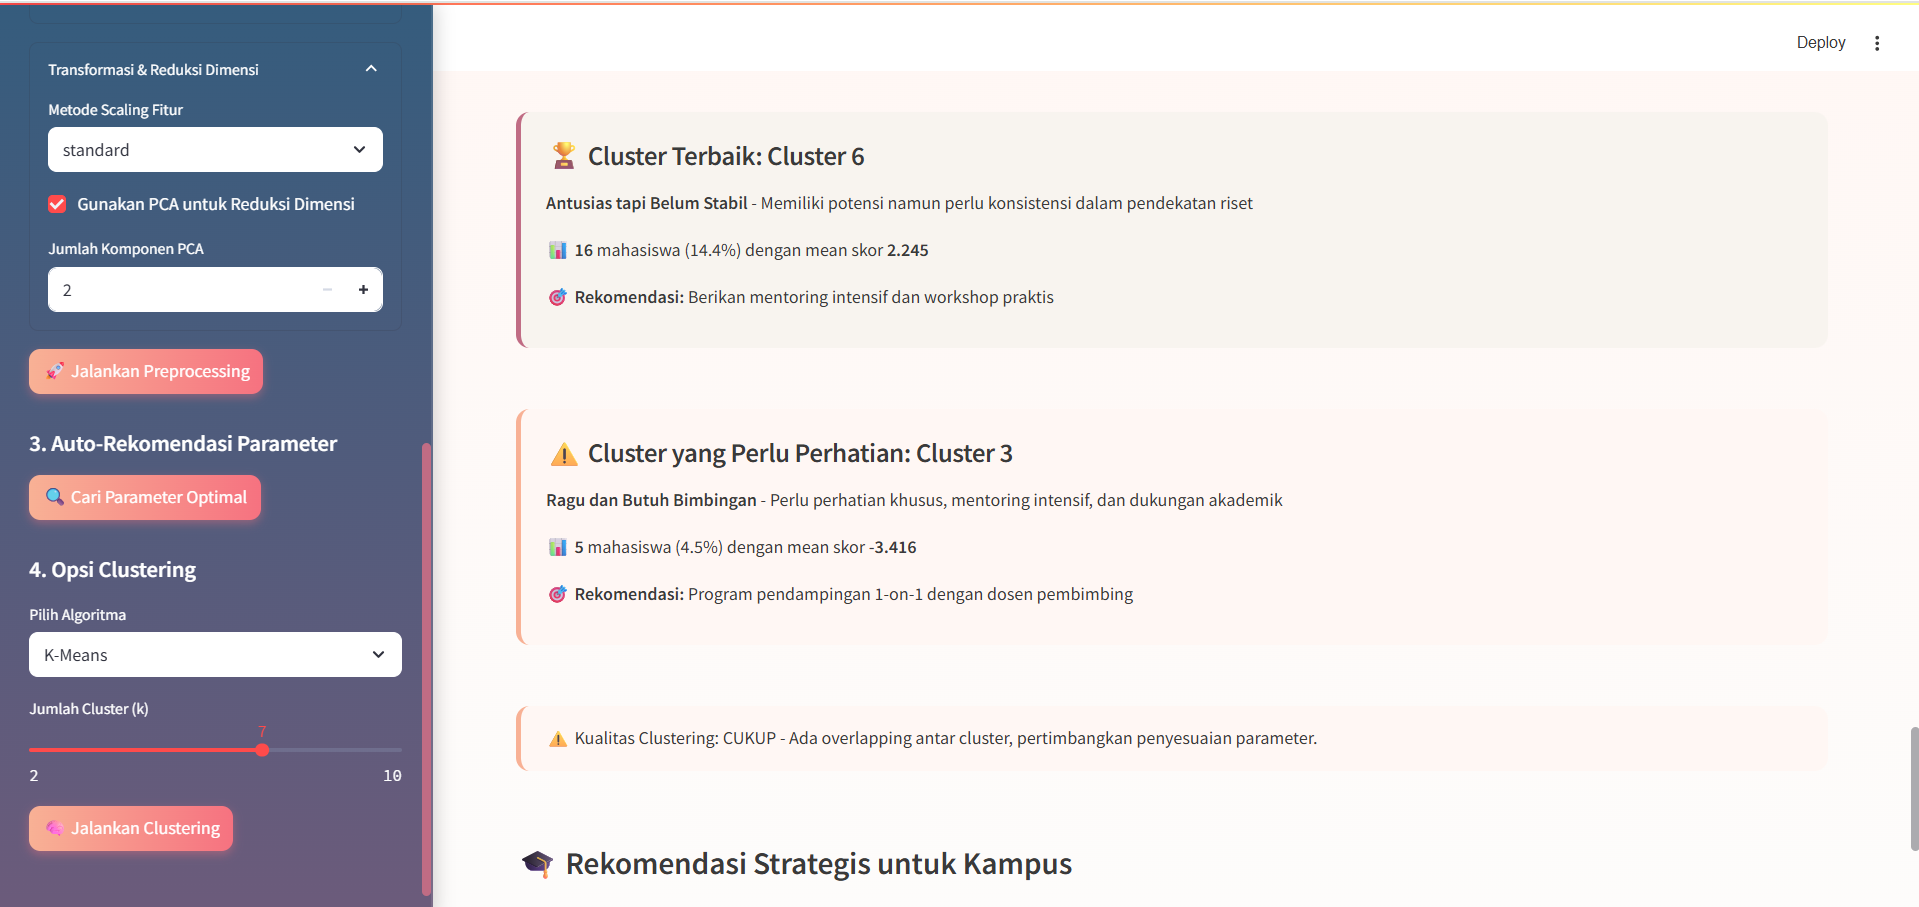 Transformasi & Reduksi Dimensi
Metode Scaling Fitur
standard
Gunakan PCA untuk Reduksi Dimensi
Jumlah Komponen PCA
2
Jalankan Preprocessing
3. Auto-Rekomendasi Parameter
Cari Parameter Optimal
4. Opsi Clustering
Pilih Algoritma
K-Means
Jumlah Cluster (k)
7
2 10
Jalankan Clustering
Deploy
Cluster Terbaik: Cluster 6
Antusias tapi Belum Stabil - Memiliki potensi namun perlu konsistensi dalam pendekatan riset
16 mahasiswa (14.4%) dengan mean skor 2.245
Rekomendasi: Berikan mentoring intensif dan workshop praktis
Cluster yang Perlu Perhatian: Cluster 3
Ragu dan Butuh Bimbingan - Perlu perhatian khusus, mentoring intensif, dan dukungan akademik
5 mahasiswa (4.5%) dengan mean skor -3.416
Rekomendasi: Program pendampingan 1-on-1 dengan dosen pembimbing
Kualitas Clustering: CUKUP - Ada overlapping antar cluster, pertimbangkan penyesuaian parameter.
Rekomendasi Strategis untuk Kampus